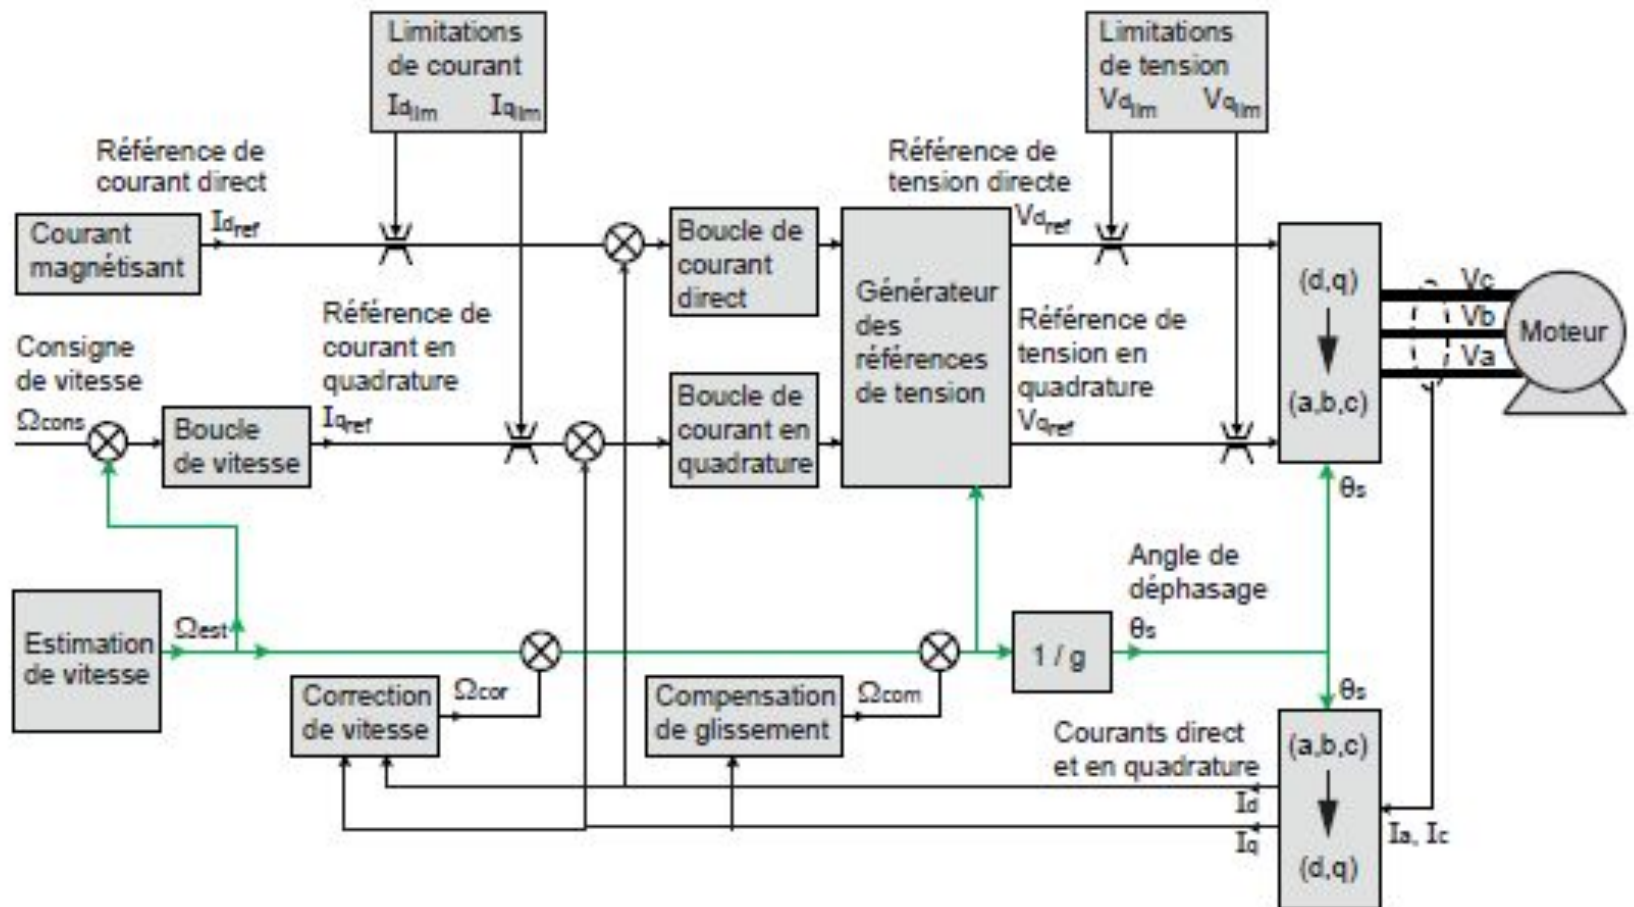 Limitations
de courant
Idlim
Iqlim
Limitations
de tension
Vdlim
Vqlim
Référence de
courant direct
Idref
Courant
magnétisant
Référence de
tension directe
Vdref
Boucle de
courant
direct
Générateur
des
références
de tension
(d,q)
(a,b,c)
Vc
Vb
Va
Moteur
Consigne
de vitesse
Ωcons
Boucle
de vitesse
Référence de
courant en
quadrature
Iqref
Boucle de
courant en
quadrature
Référence de
tension en
quadrature
Vqref
θs
Estimation
de vitesse
Ωest
Correction
de vitesse
Ωcor
Compensation
de glissement
Ωcom
1 / g
Angle de
déphasage
θs
θs
Courants direct
et en quadrature
Id
Iq
(a,b,c)
(d,q)
Ia, Ic